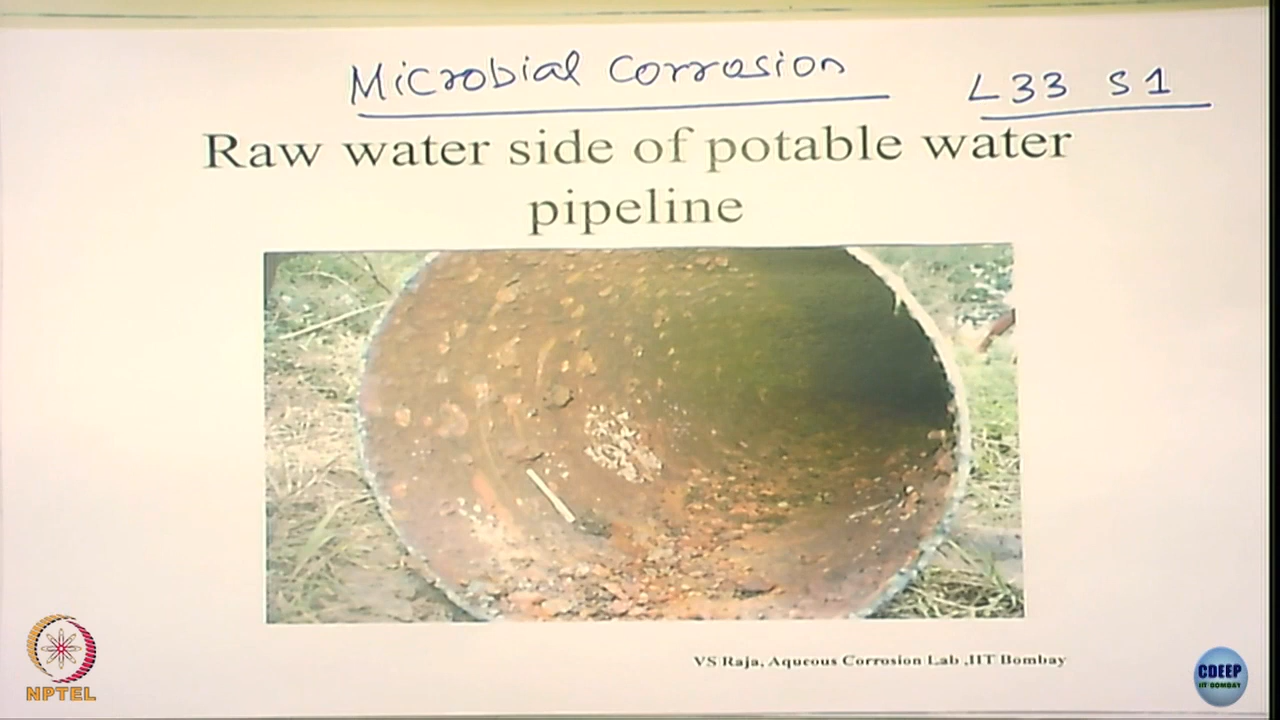 Microbial Corrosion L33 S1
Raw water side of potable water
pipeline
VS Raja, Aqueous Corrosion Lab ,IIT Bombay
NPTEL
CDEEP
IIT BOMBAY